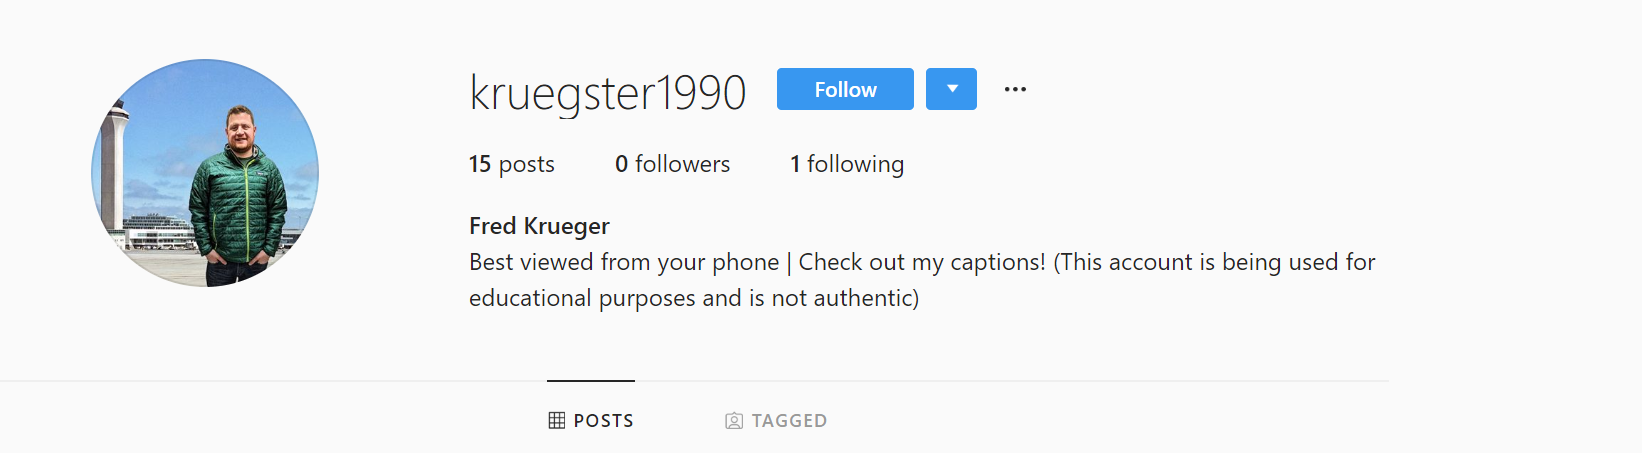 kruegster1990 Follow
15 posts 0 followers 1 following
Fred Krueger
Best viewed from your phone | Check out my captions! (This account is being used for
educational purposes and is not authentic)
POSTS TAGGED